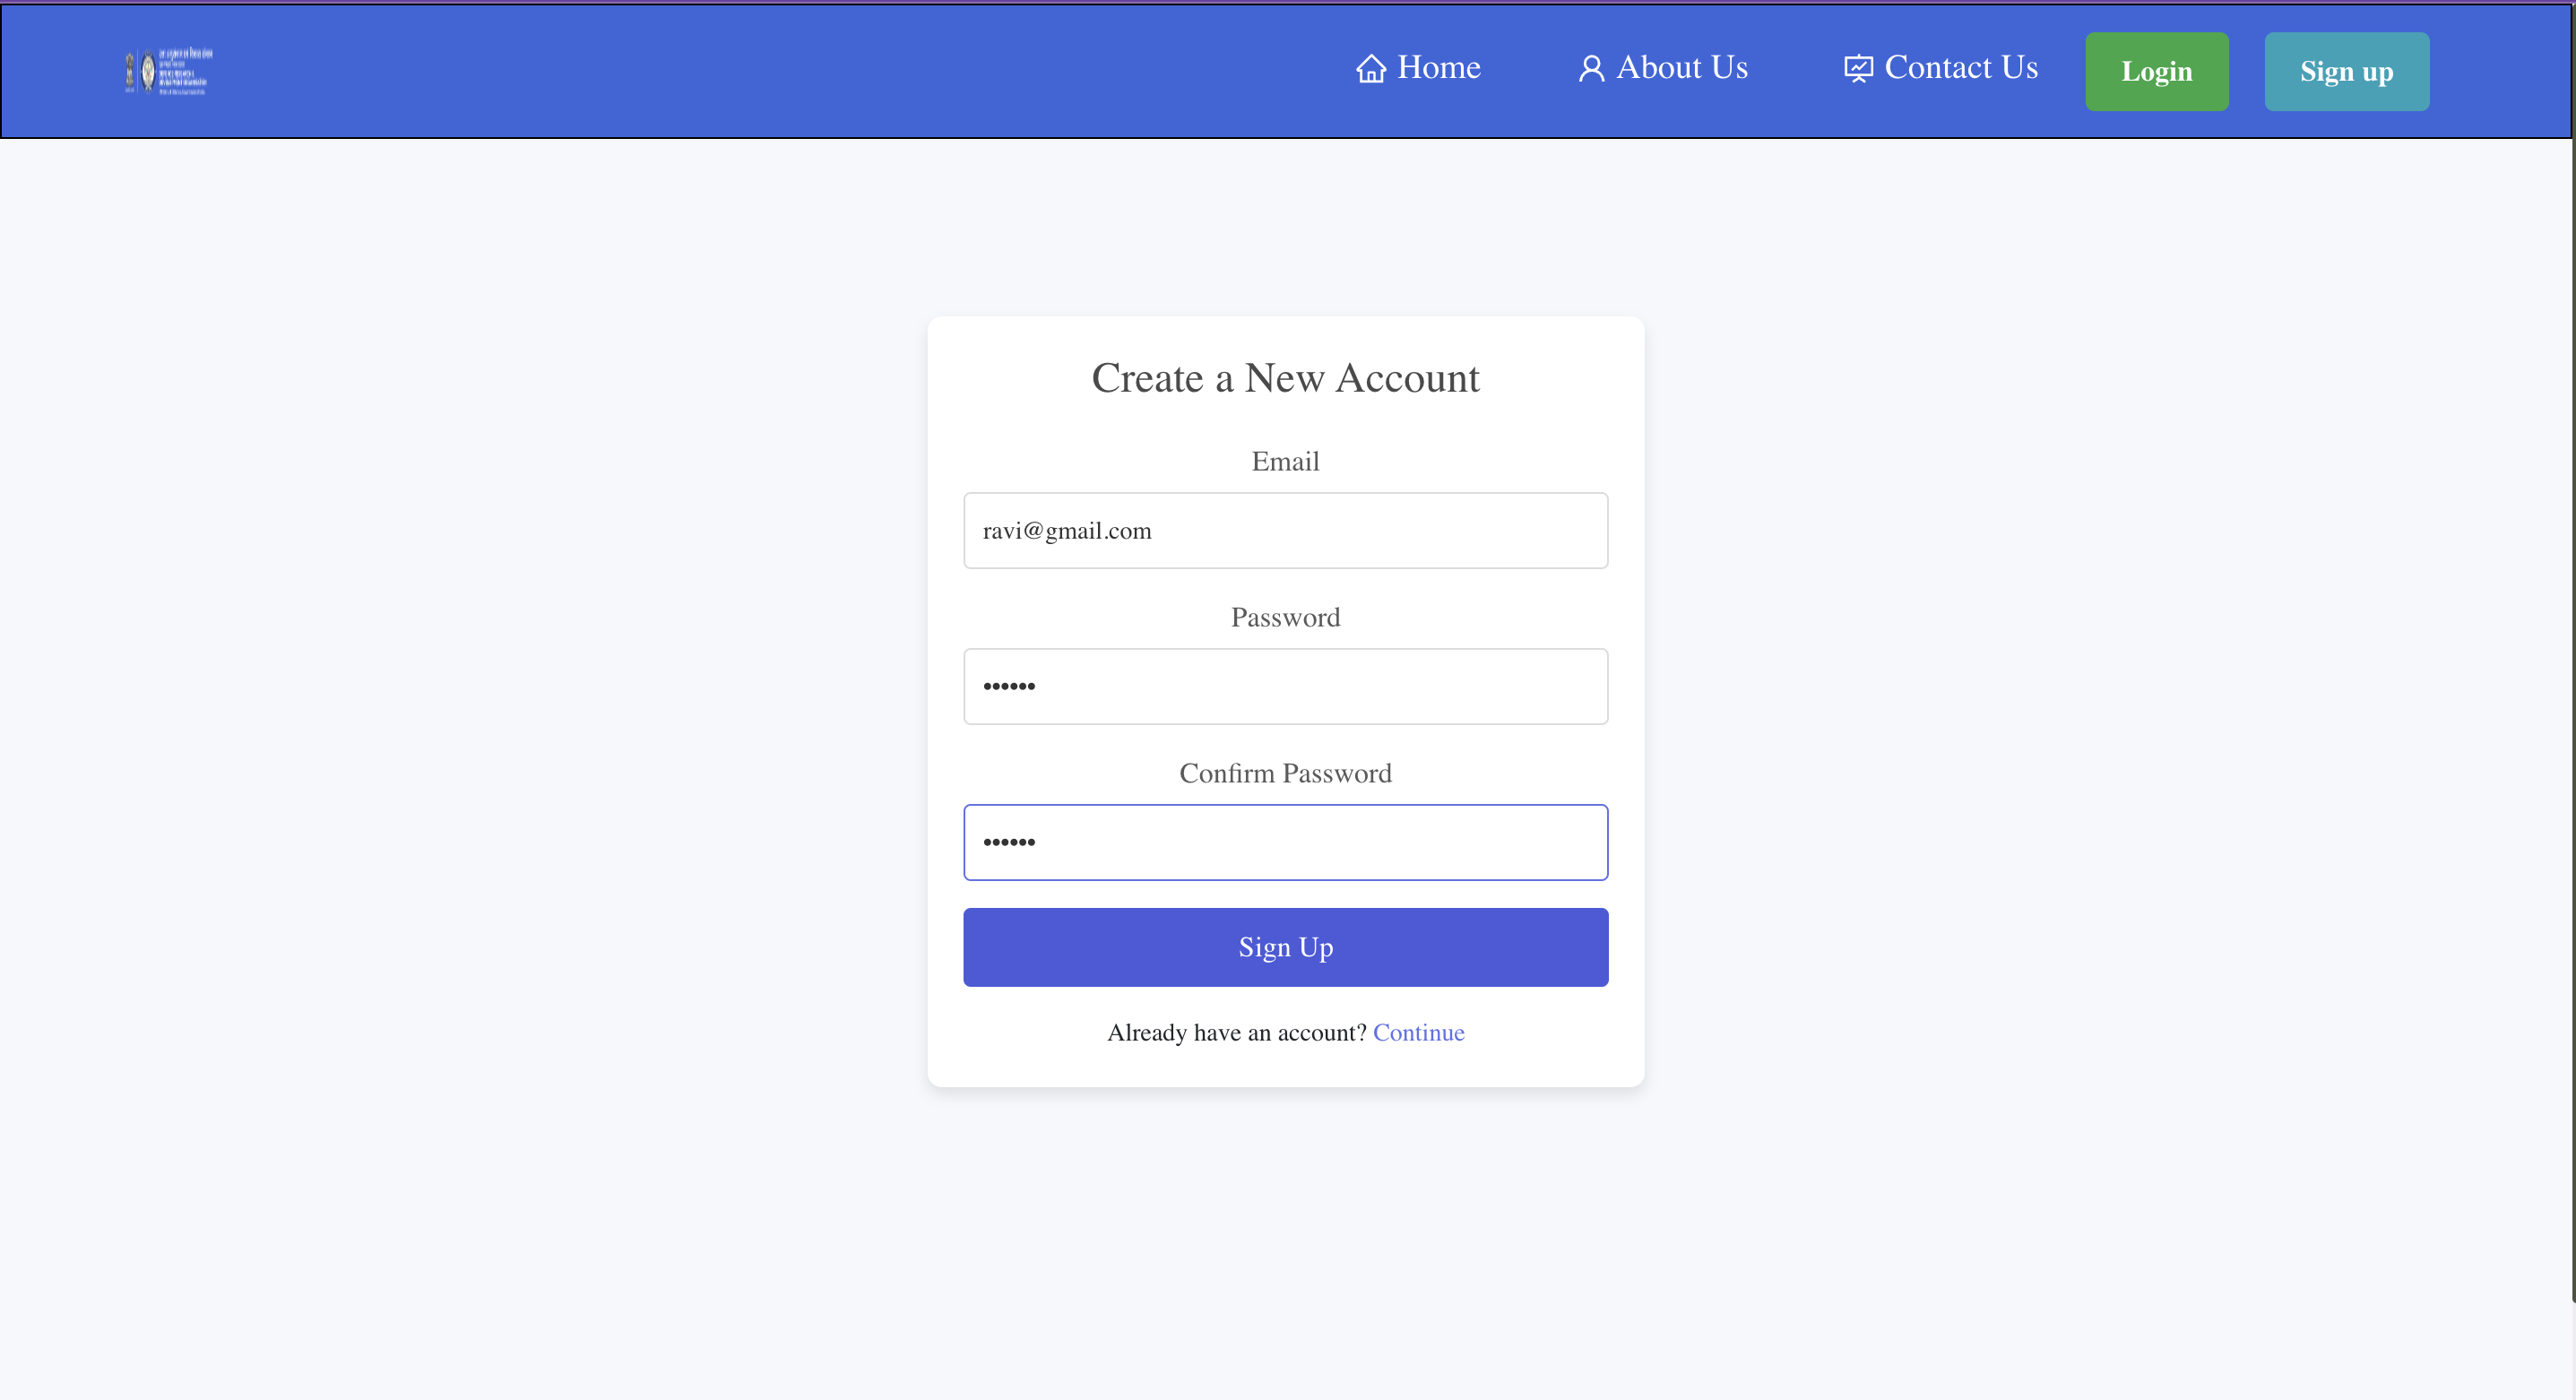 Home
About Us
Contact Us
Login
Sign up
Create a New Account
Email
ravi@gmail.com
Password
••••••
Confirm Password
••••••
Sign Up
Already have an account? Continue